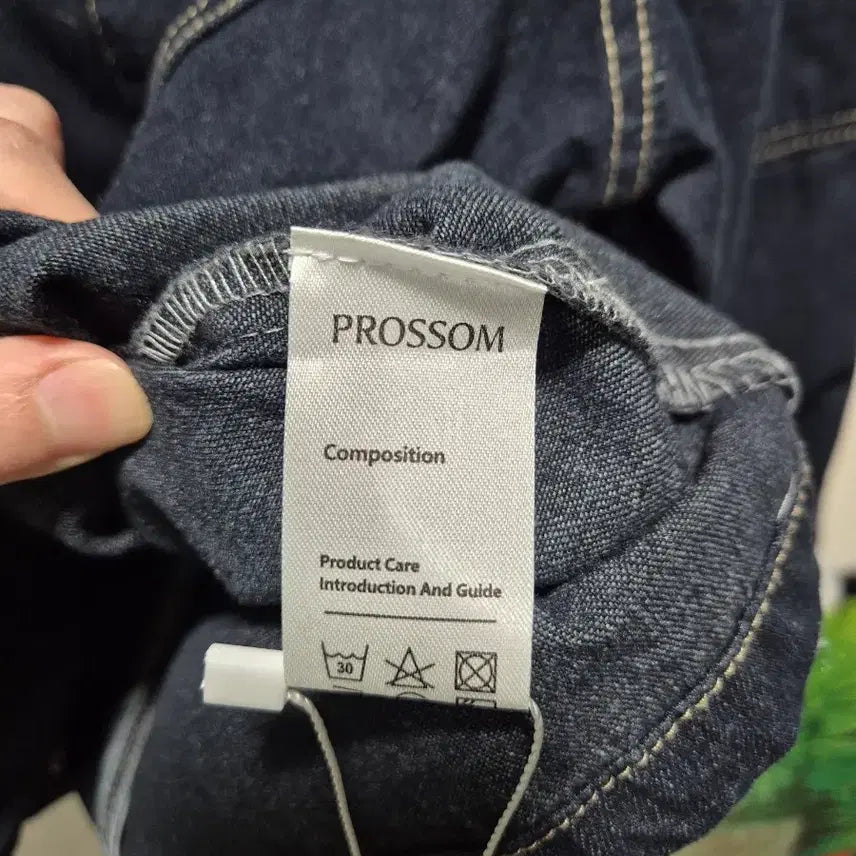 PROSSOM
Composition
Product Care
Introduction And Guide
30